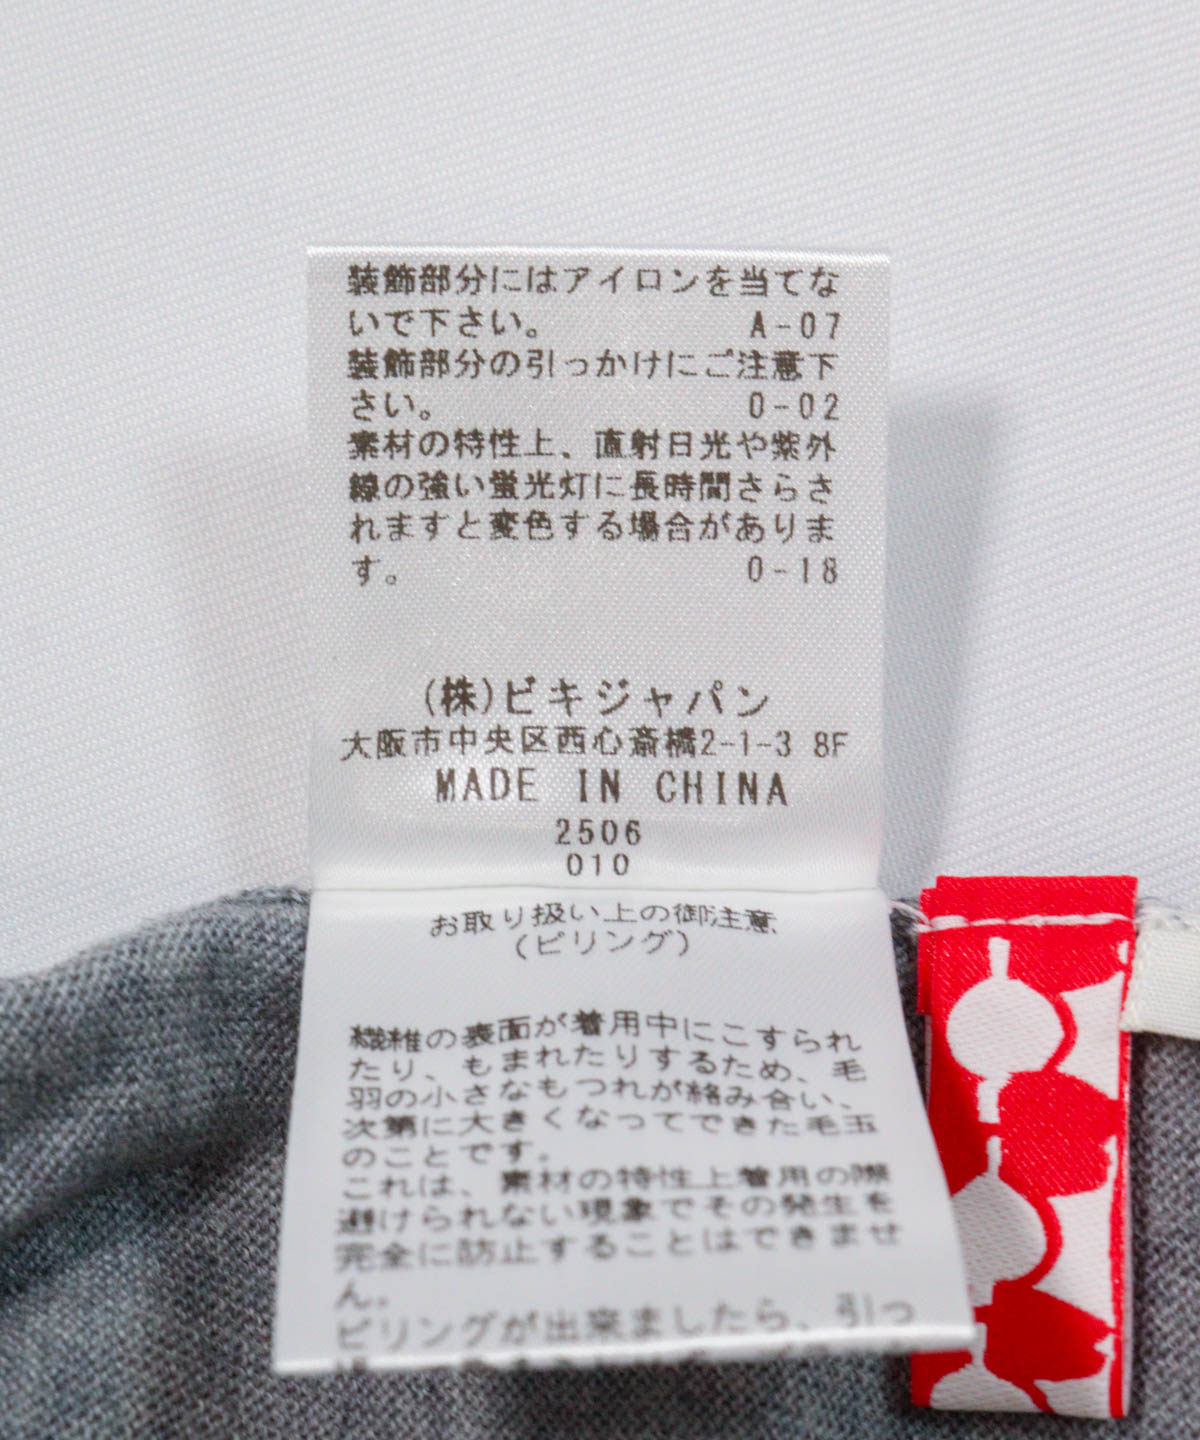 装飾部分にはアイロンを当てな
いで下さい。 A-07
装飾部分の引っかけにご注意下
さい。 0-02
素材の特性上、直射日光や紫外
線の強い蛍光灯に長時間さらさ
れますと変色する場合がありま
す。 0-18
(株)ビキジャパン
大阪市中央区西心斎橋2-1-3 8F
MADE IN CHINA
2506
010
お取り扱い上の御注意
(ピリング)
繊維の表面が着用中にこすられ
たり、もまれたりするため、毛
羽の小さなもつれが絡み合い、
次第に大きくなってできた毛玉
のことです。
これは、素材の特性上着用の際
避けられない現象でその発生を
完全に防止することはできませ
ん。
ピリングが出来ましたら、引っ